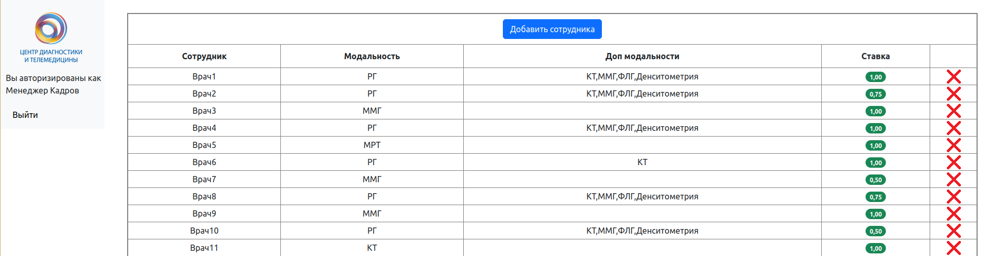 ЦЕНТР ДИАГНОСТИКИ
И ТЕЛЕМЕДИЦИНЫ
Вы авторизированы как
Менеджер Кадров
Выйти
Добавить сотрудника
Сотрудник Модальность Доп модальности Ставка
Врач1 РГ КТ,ММГ,ФЛГ,Денситометрия 1,00
Врач2 РГ КТ,ММГ,ФЛГ,Денситометрия 0,75
Врач3 ММГ 1,00
Врач4 РГ КТ,ММГ,ФЛГ,Денситометрия 1,00
Врач5 МРТ 1,00
Врач6 РГ КТ 1,00
Врач7 ММГ 0,50
Врач8 РГ КТ,ММГ,ФЛГ,Денситометрия 0,75
Врач9 ММГ 1,00
Врач10 РГ КТ,ММГ,ФЛГ,Денситометрия 0,50
Врач11 КТ 1,00